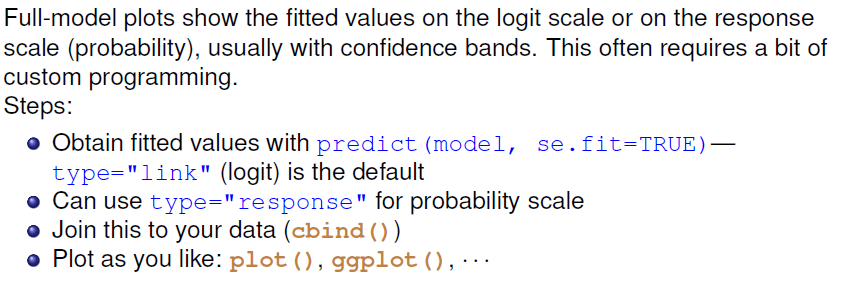 Full-model plots show the fitted values on the logit scale or on the response
scale (probability), usually with confidence bands. This often requires a bit of
custom programming.
Steps:
Obtain fitted values with predict(model, se.fit=TRUE)—
type="link" (logit) is the default
Can use type="response" for probability scale
Join this to your data (cbind())
Plot as you like: plot(), ggplot(), ···